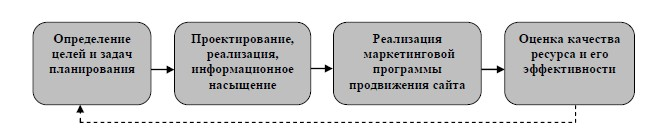 Определение
целей и задач
планирования
Проектирование,
реализация,
информационное
насыщение
Реализация
маркетинговой
программы
продвижения сайта
Оценка качества
ресурса и его
эффективности